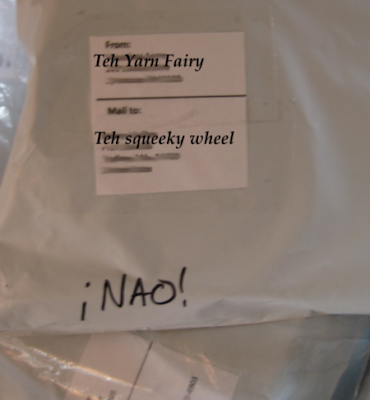 From:
Teh Yarn Fairy
Mail to:
Teh squeeky wheel
¡NAO!